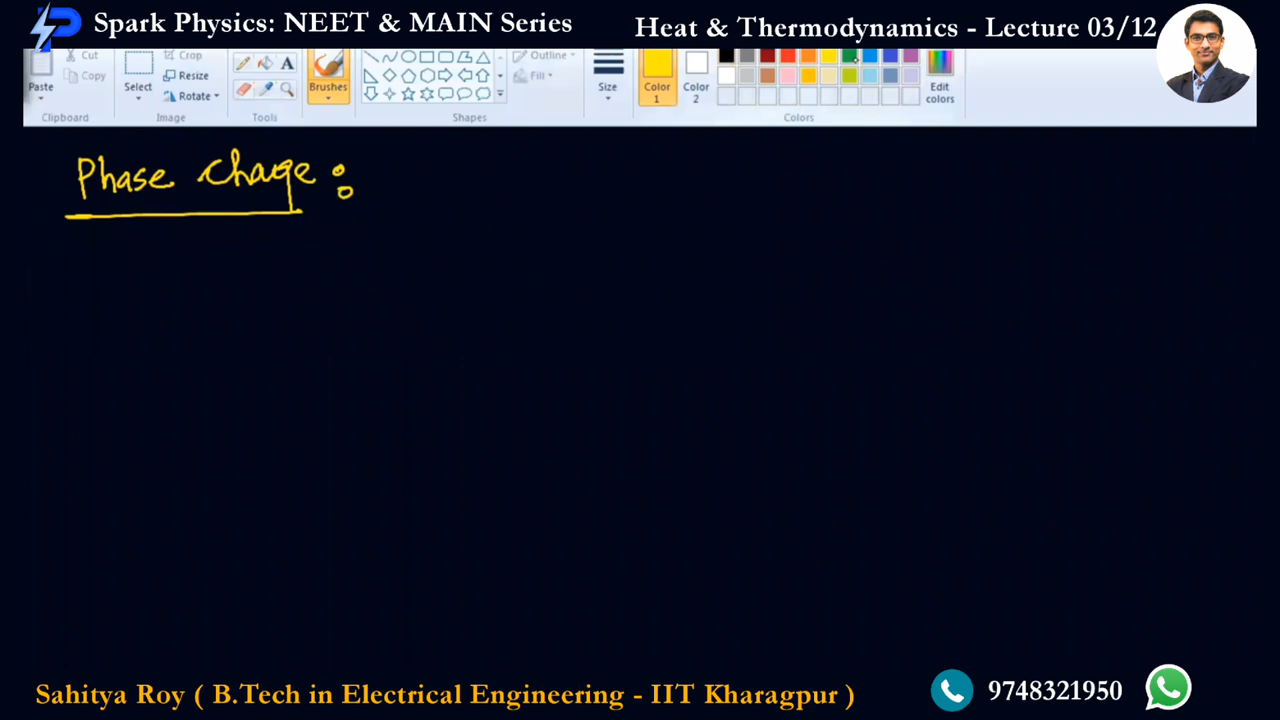 Spark Physics: NEET & MAIN Series
Heat & Thermodynamics - Lecture 03/12
Cut
Copy
Paste
Clipboard
Select
Crop
Resize
Rotate
Image
A
Tools
Brushes
Outline
Fill
Shapes
Size
Color 1
Color 2
Edit colors
Colors
Phase Change :
Sahitya Roy ( B.Tech in Electrical Engineering - IIT Kharagpur )
9748321950